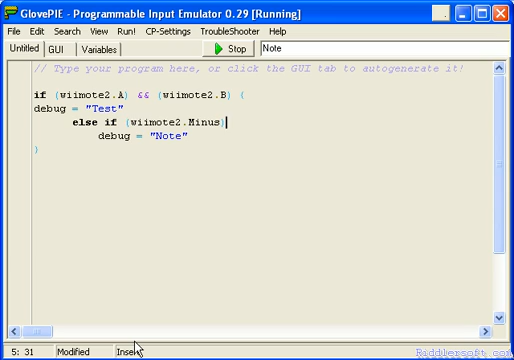 GlovePIE - Programmable Input Emulator 0.29 [Running]
File Edit Search View Run! CP-Settings TroubleShooter Help
Untitled GUI Variables Stop Note
// Type your program here, or click the GUI tab to autogenerate it!
if (wiimote2.A) && (wiimote2.B) {
debug = "Test"
else if (wiimote2.Minus)
debug = "Note"
}
5: 31 Modified Insert
Riddlersoft.com